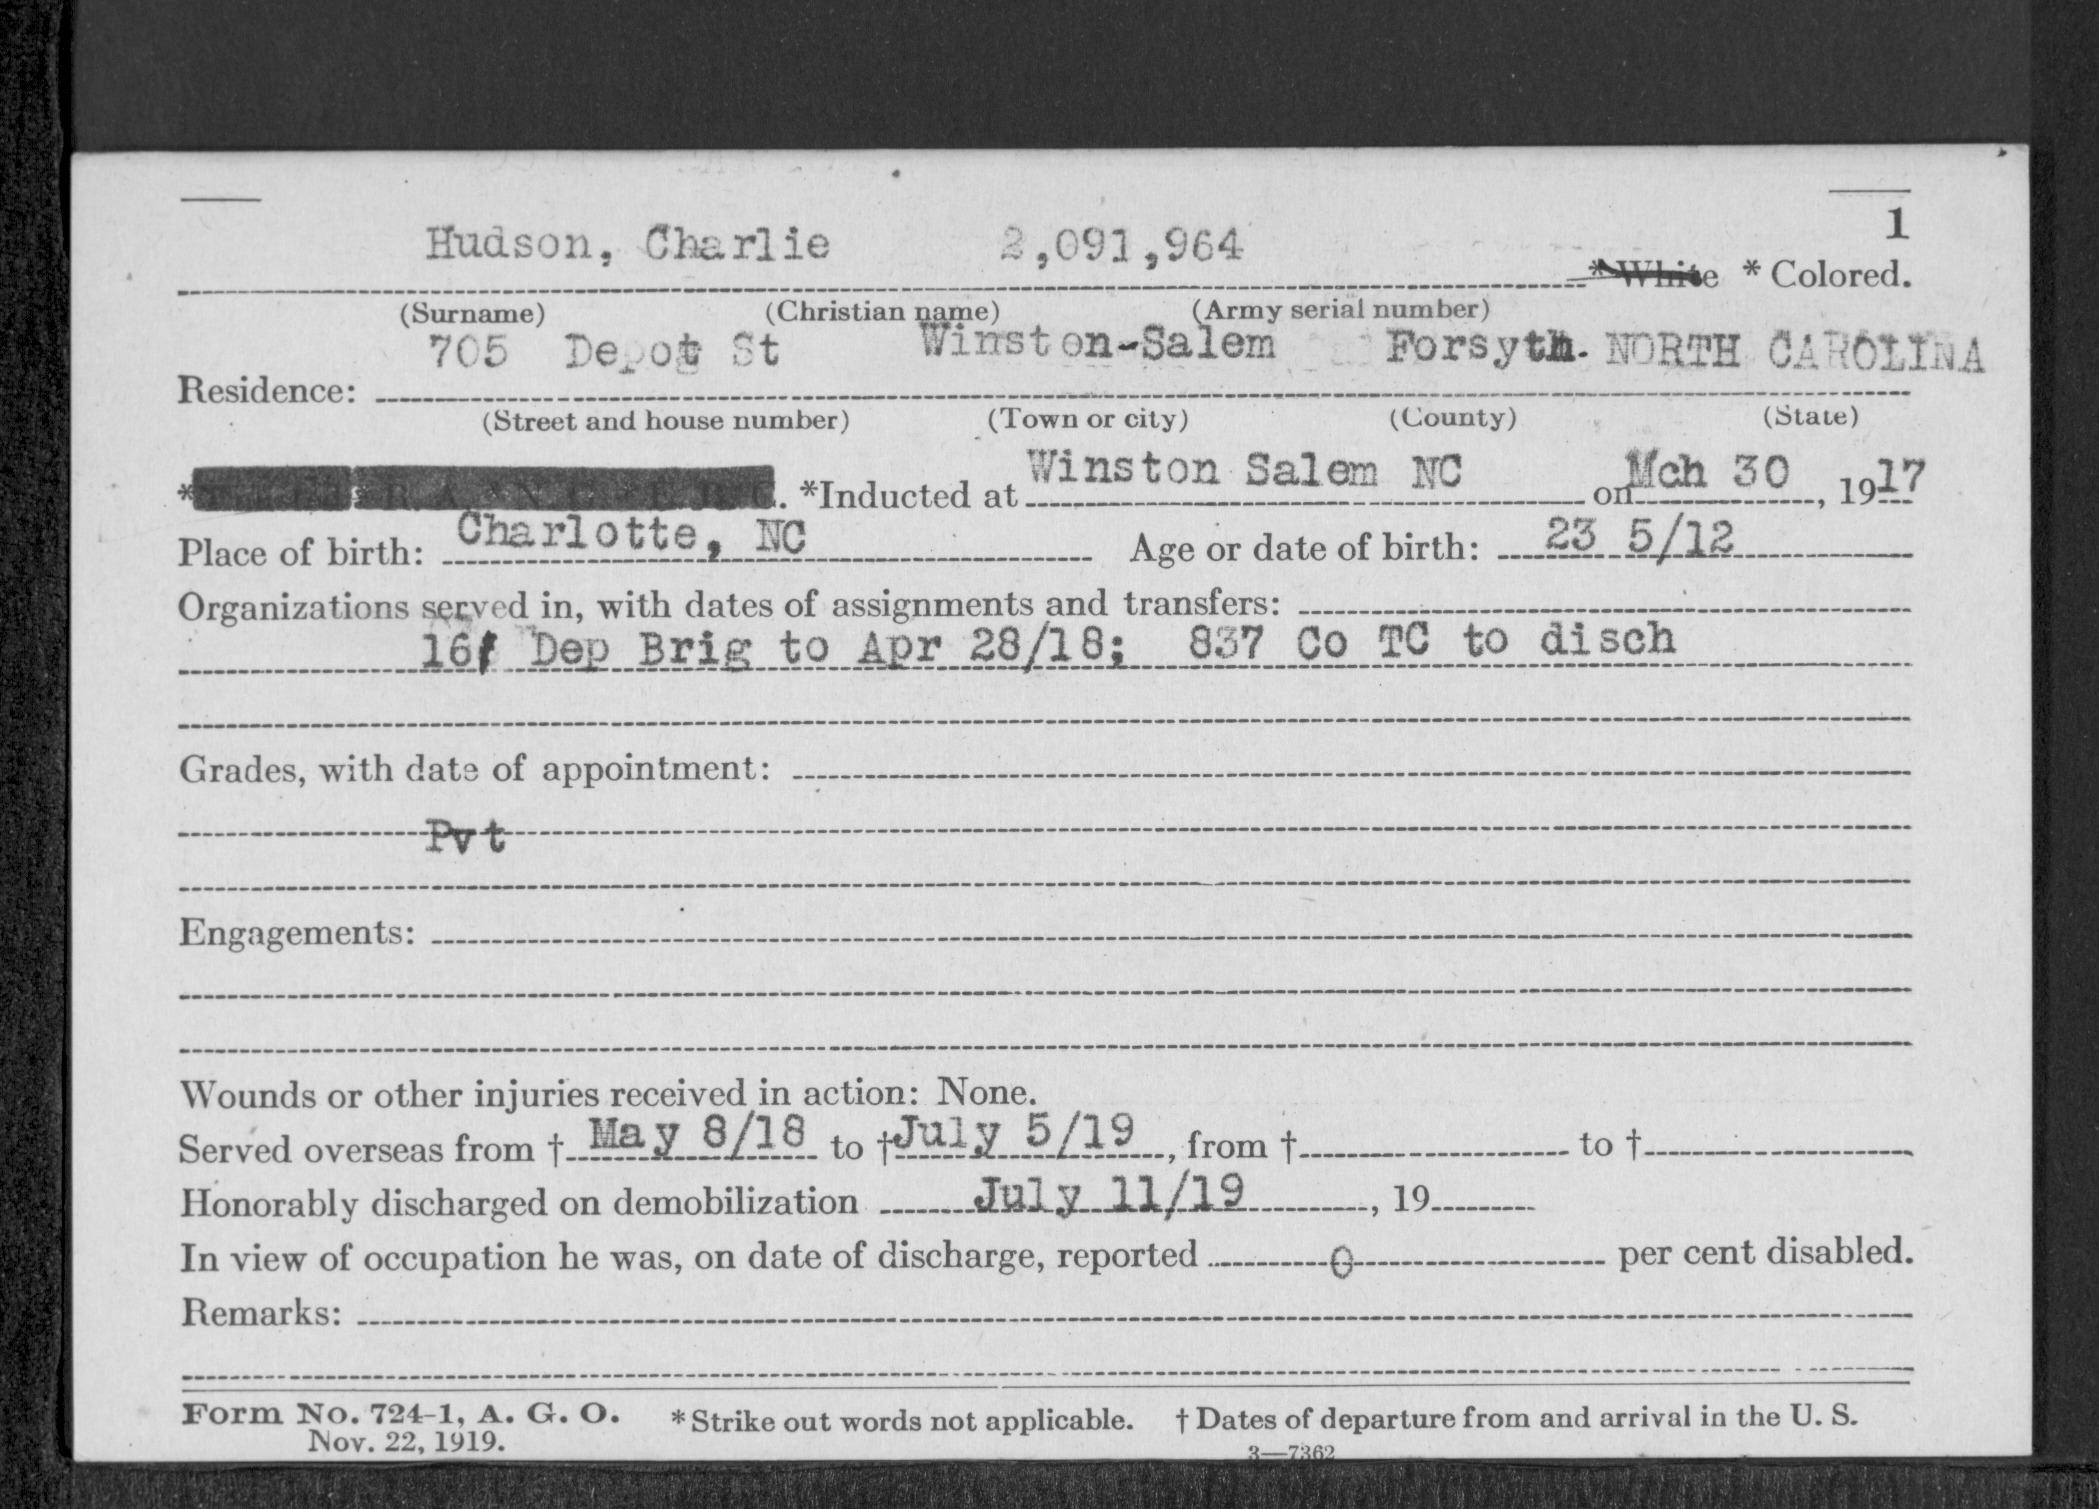 1
Hudson, Charlie 2,091,964 * White * Colored.
(Surname) (Christian name) (Army serial number)
705 Depot St Winston-Salem Forsyth. NORTH CAROLINA
Residence:
(Street and house number) (Town or city) (County) (State)
* R. A. N. G. E. R. C. *Inducted at Winston Salem NC on Mch 30, 1917
Place of birth: Charlotte, NC Age or date of birth: 23 5/12
Organizations served in, with dates of assignments and transfers:
161 Dep Brig to Apr 28/18; 837 Co TC to disch
Grades, with date of appointment:
Pvt
Engagements:
Wounds or other injuries received in action: None.
Served overseas from † May 8/18 to † July 5/19, from † to †
Honorably discharged on demobilization July 11/19, 19
In view of occupation he was, on date of discharge, reported 0 per cent disabled.
Remarks:
Form No. 724-1, A. G. O. *Strike out words not applicable. † Dates of departure from and arrival in the U. S.
Nov. 22, 1919. 3—7362